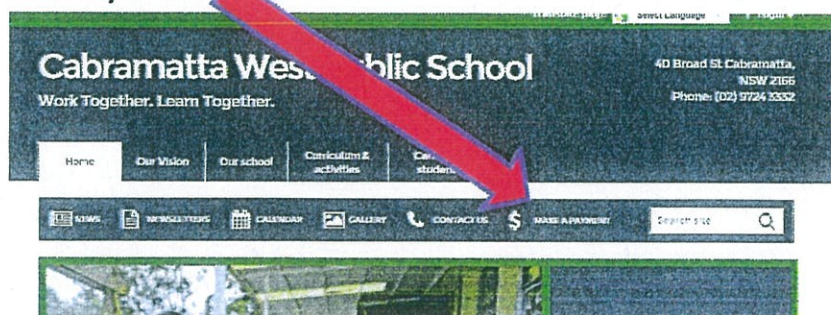 Select Language
Cabramatta West Public School
Work Together. Learn Together.
40 Broad St Cabramatta,
NSW 2166
Phone: (02) 9724 3332
Home
Our Vision
Our school
Curriculum &
activities
NEWS
NEWSLETTERS
CALENDAR
GALLERY
CONTACT US
$ MAKE A PAYMENT
Search site